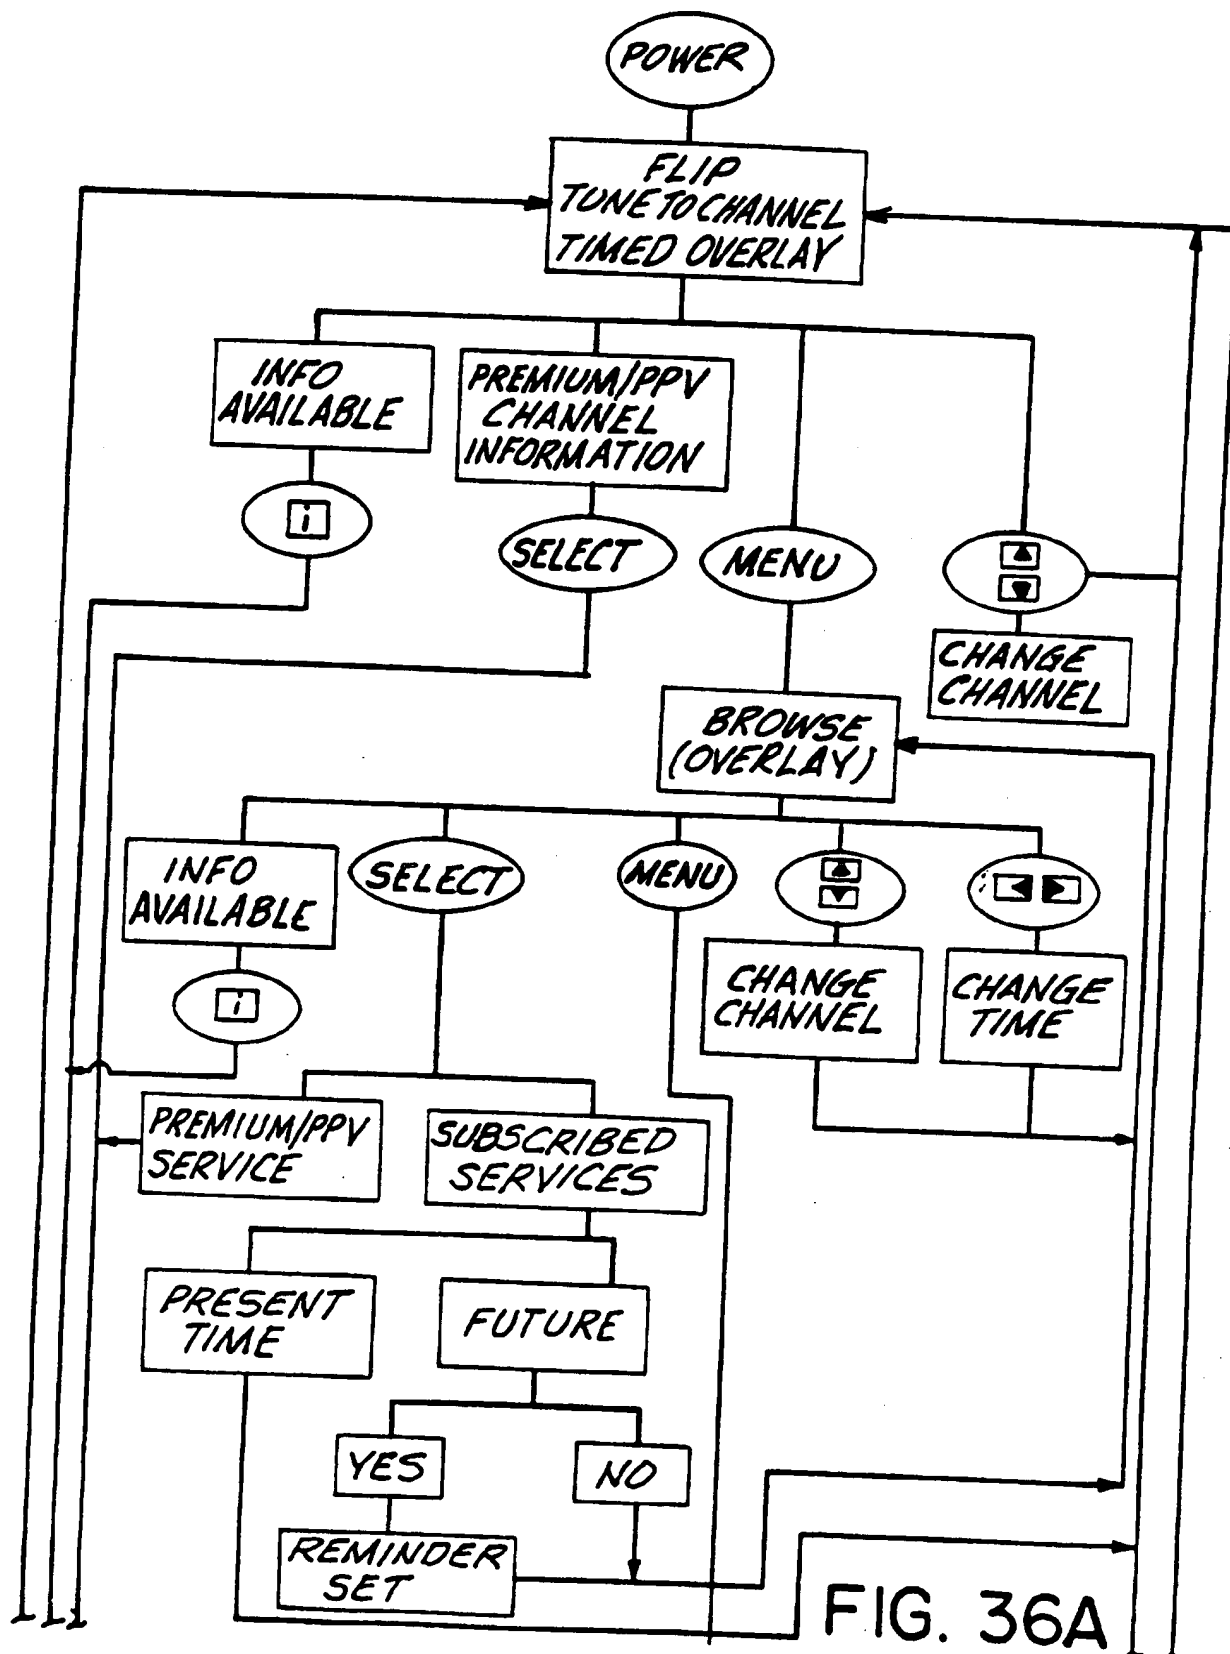 POWER
FLIP
TUNE TO CHANNEL
TIMED OVERLAY
INFO
AVAILABLE
PREMIUM/PPV
CHANNEL
INFORMATION
i
SELECT
MENU
CHANGE
CHANNEL
BROWSE
(OVERLAY)
INFO
AVAILABLE
SELECT
MENU
i
CHANGE
CHANNEL
CHANGE
TIME
PREMIUM/PPV
SERVICE
SUBSCRIBED
SERVICES
PRESENT
TIME
FUTURE
YES
NO
REMINDER
SET
FIG. 36A